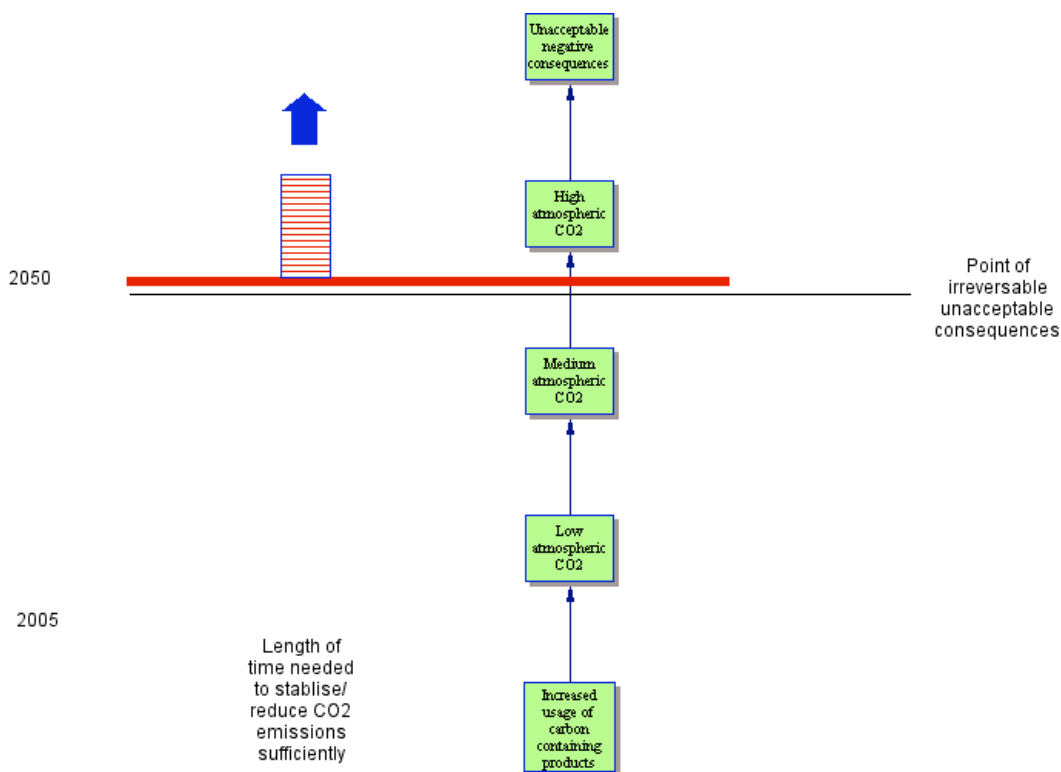 Unacceptable
negative
consequences
High
atmospheric
CO2
2050
Point of
irreversable
unacceptable
consequences
Medium
atmospheric
CO2
Low
atmospheric
CO2
2005
Length of
time needed
to stablise/
reduce CO2
emissions
sufficiently
Increased
usage of
carbon
containing
products